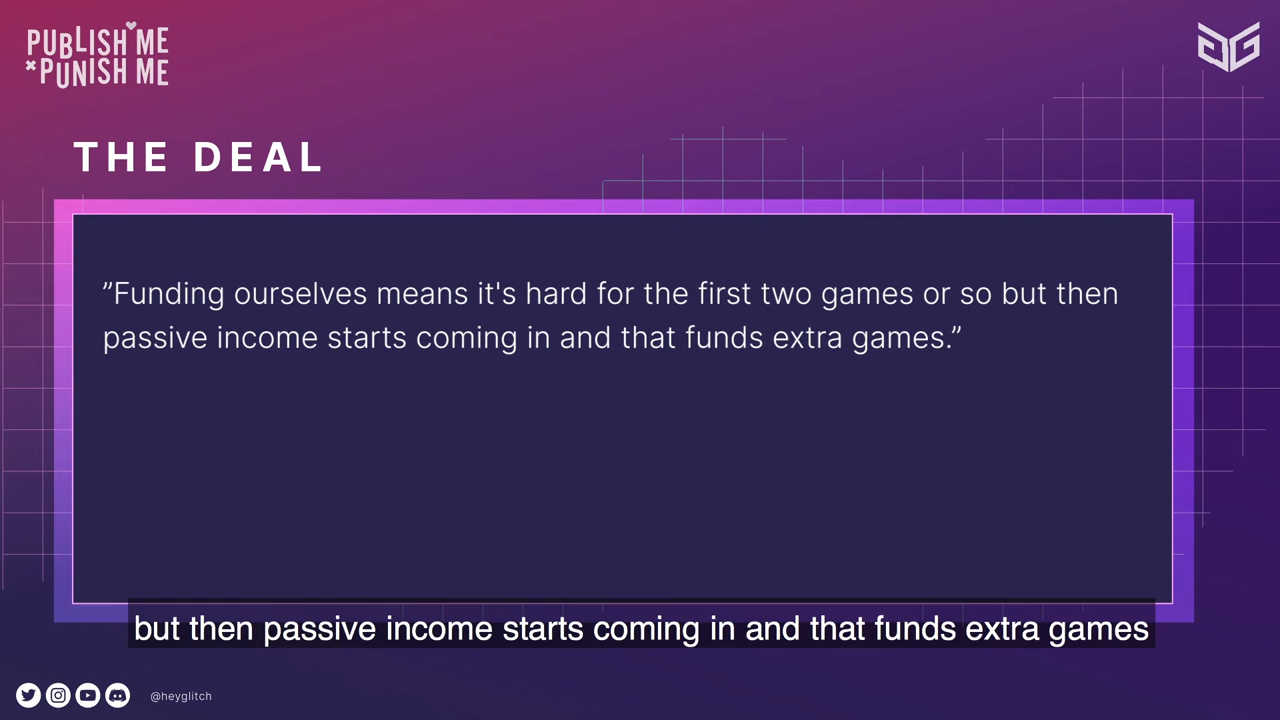 PUBLISH ME
PUNISH ME
THE DEAL
”Funding ourselves means it's hard for the first two games or so but then
passive income starts coming in and that funds extra games.”
but then passive income starts coming in and that funds extra games
@heyglitch